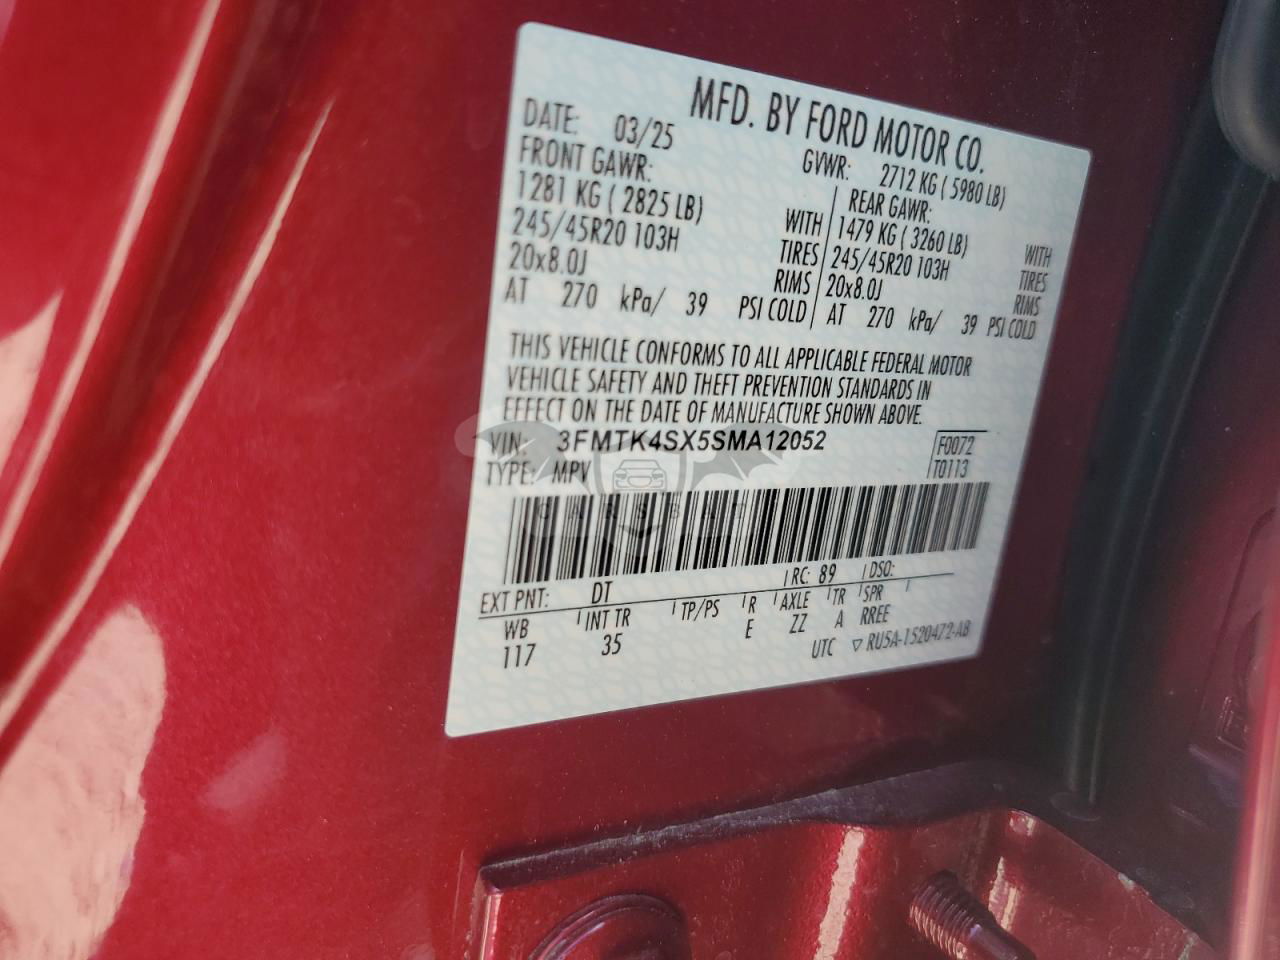 MFD. BY FORD MOTOR CO.
DATE: 03/25 GVWR: 2712 KG ( 5980 LB)
FRONT GAWR: REAR GAWR:
1281 KG ( 2825 LB) WITH 1479 KG ( 3260 LB) WITH
245/45R20 103H TIRES 245/45R20 103H TIRES
20x8.0J RIMS 20x8.0J RIMS
AT 270 kPa/ 39 PSI COLD AT 270 kPa/ 39 PSI COLD
THIS VEHICLE CONFORMS TO ALL APPLICABLE FEDERAL MOTOR
VEHICLE SAFETY AND THEFT PREVENTION STANDARDS IN
EFFECT ON THE DATE OF MANUFACTURE SHOWN ABOVE.
VIN: 3FMTK4SX5SMA12052 F0072
TYPE: MPV T0113
CARSBAT
EXT PNT: DT RC: 89 DSO:
WB INT TR TP/PS R AXLE TR SPR
117 35 E ZZ A RREE
UTC ▽ RU5A-1520472-AB